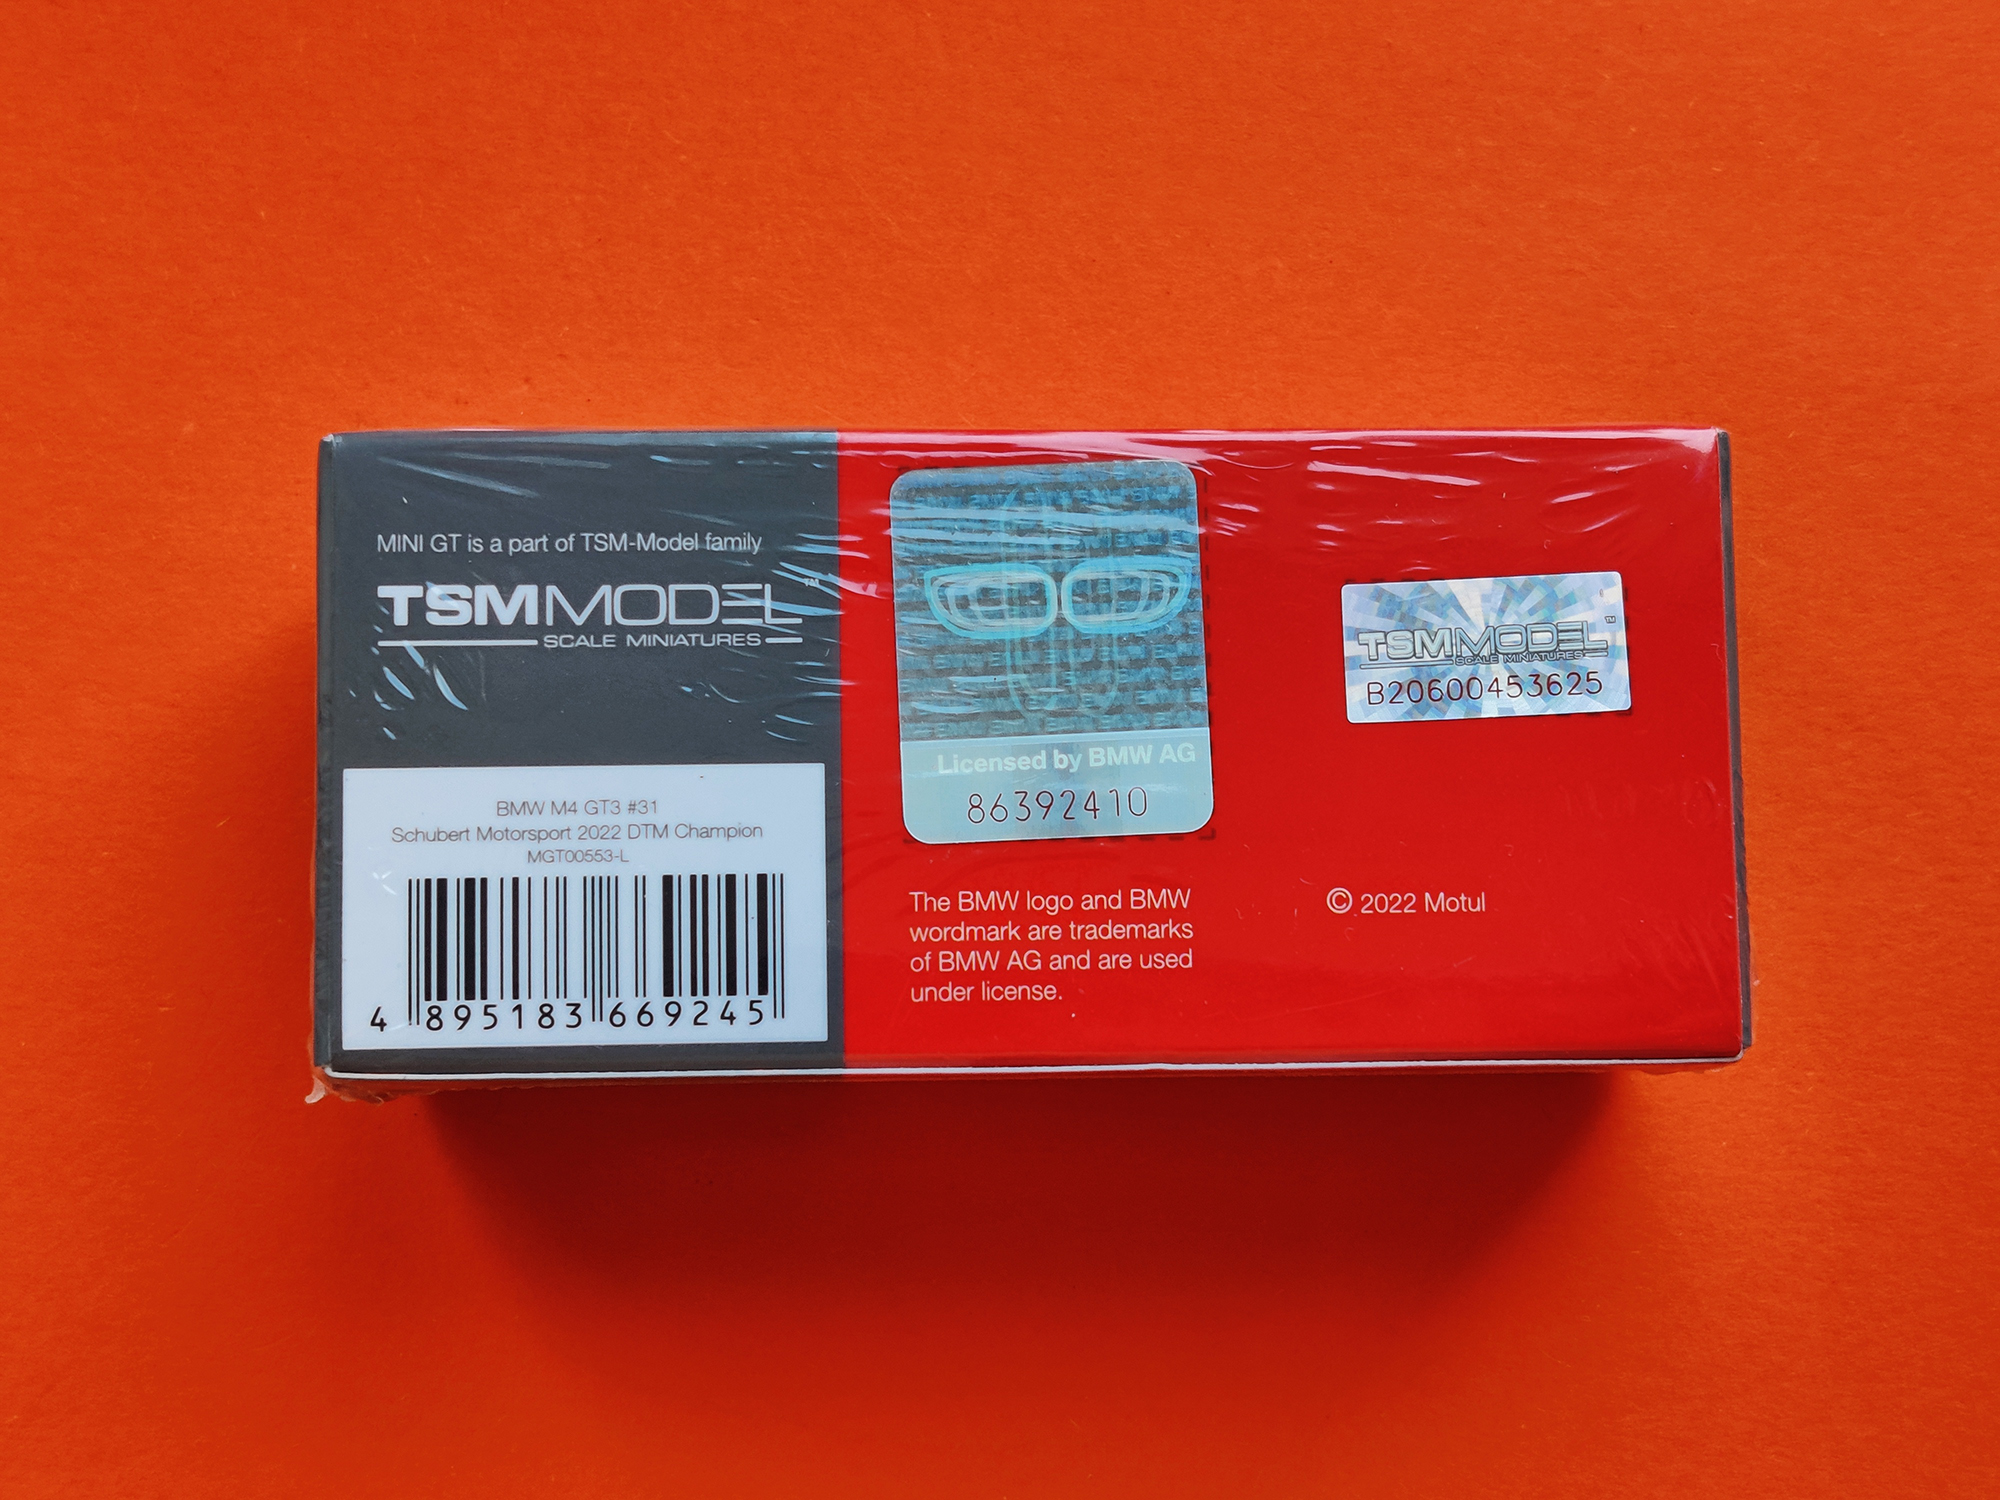 MINI GT is a part of TSM-Model family
TSMMODEL™
SCALE MINIATURES
BMW M4 GT3 #31
Schubert Motorsport 2022 DTM Champion
MGT00553-L
4 895183 669245
Licensed by BMW AG
86392410
The BMW logo and BMW
wordmark are trademarks
of BMW AG and are used
under license.
TSMMODEL™
SCALE MINIATURES
B20600453625
© 2022 Motul